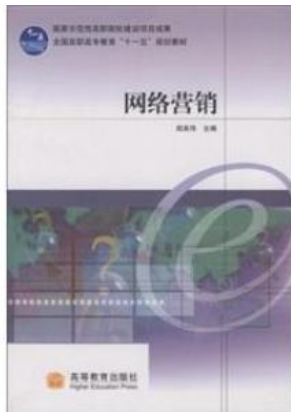 国家示范性高职院校建设项目成果
全国高职高专教育“十一五”规划教材
网络营销
主编
高等教育出版社
Higher Education Press